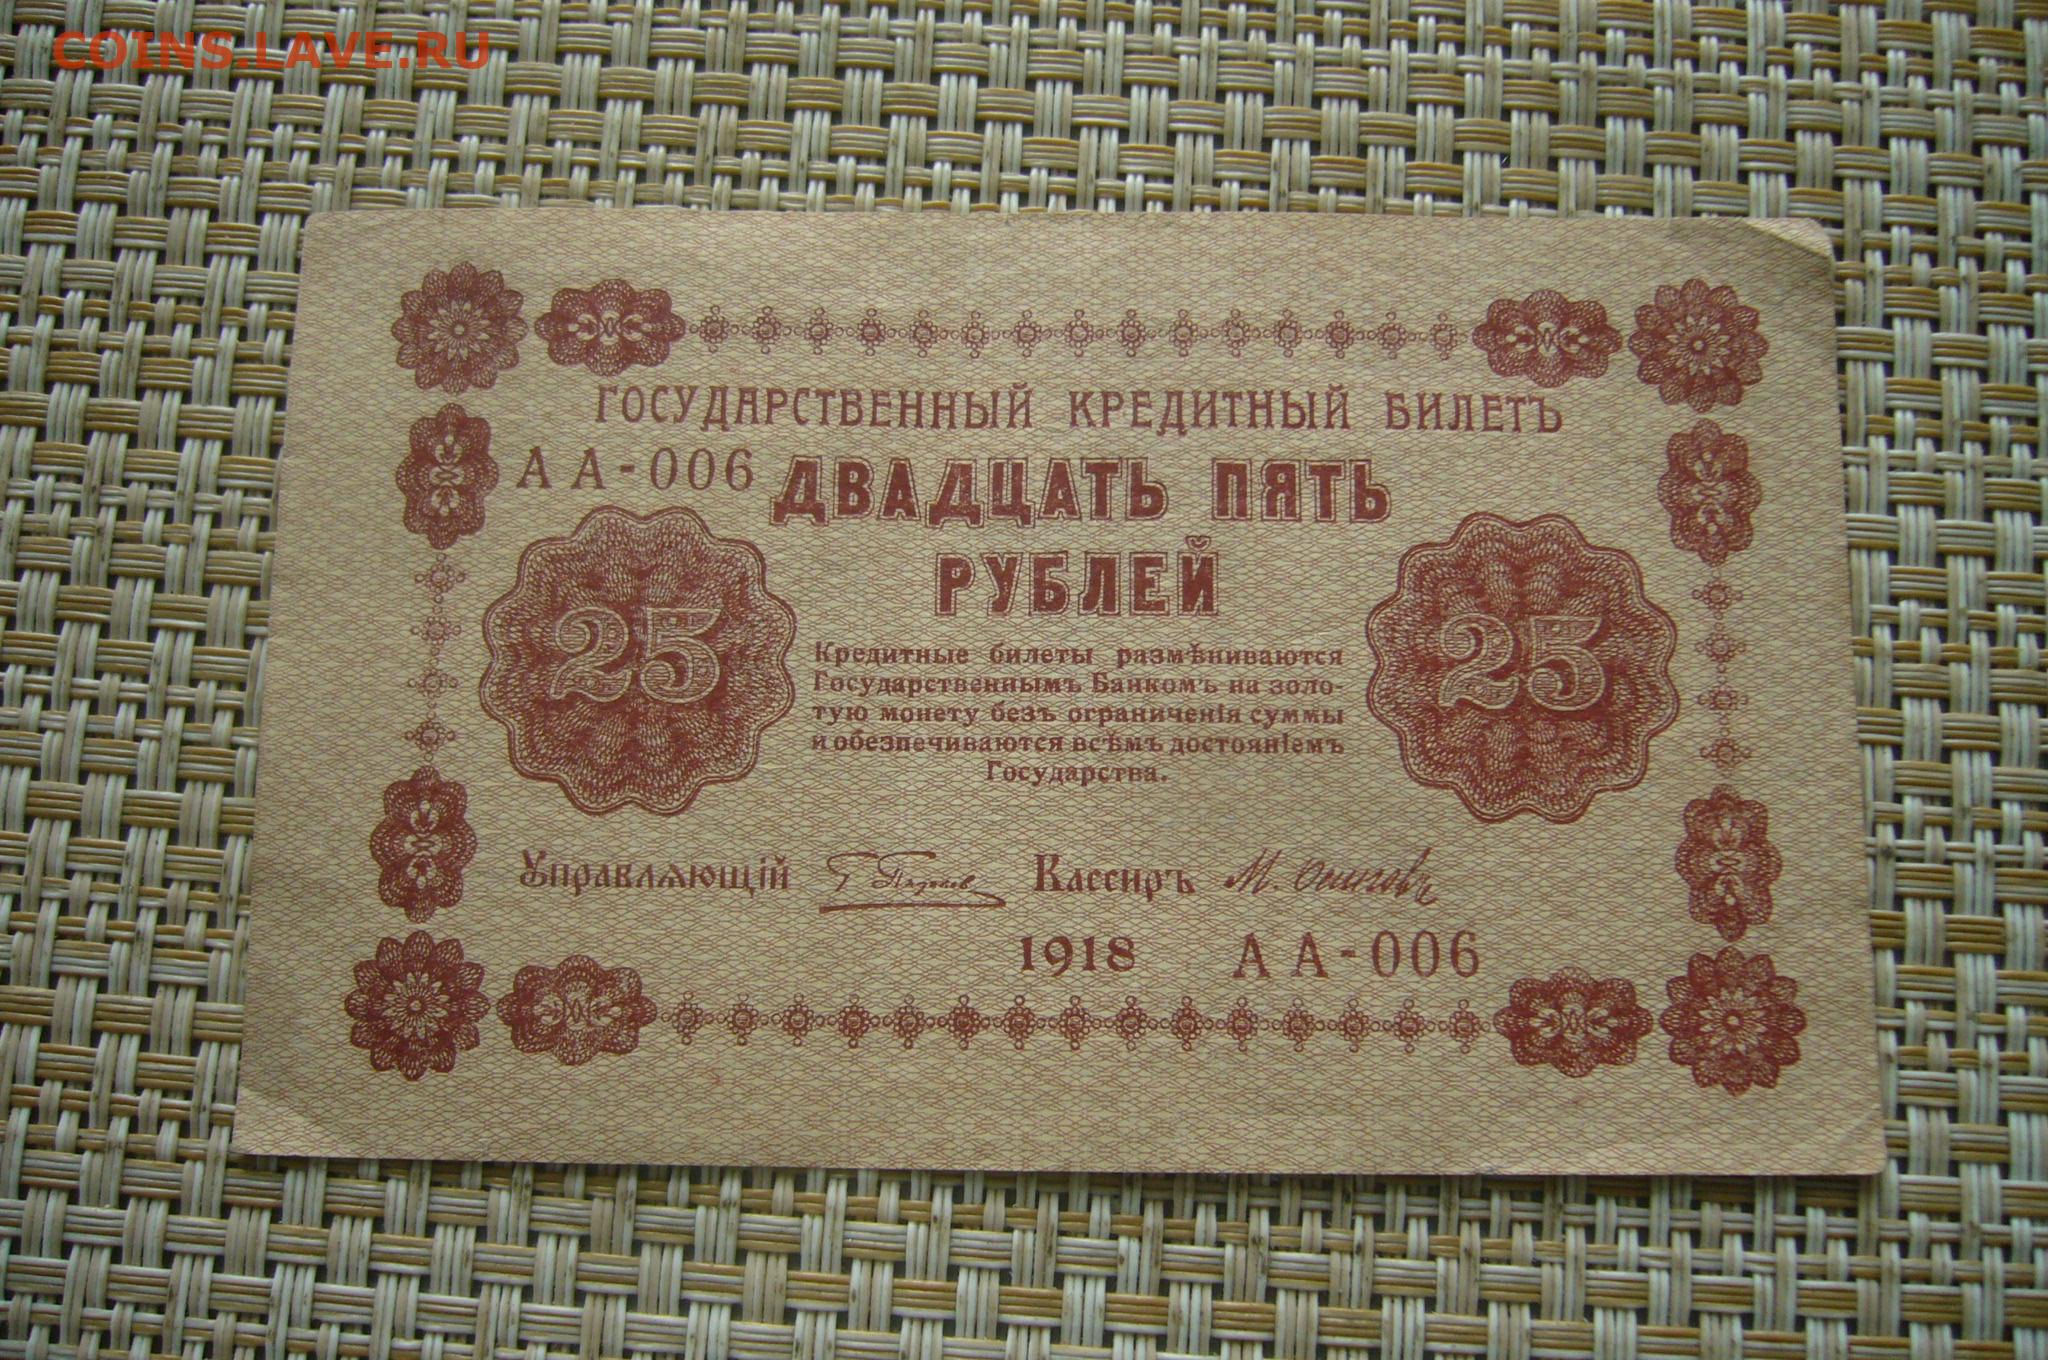 COINS.LAVE.RU
ГОСУДАРСТВЕННЫЙ КРЕДИТНЫЙ БИЛЕТЪ
АА-006
ДВАДЦАТЬ ПЯТЬ
РУБЛЕЙ
25
25
Кредитные билеты размѣниваются
Государственнымъ Банкомъ на золо-
тую монету безъ ограниченія суммы
и обезпечиваются всѣмъ достояніемъ
Государства.
Управляющій Кассиръ
1918 АА-006